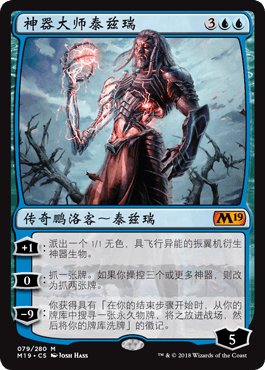 神器大师泰兹瑞 3
M19
传奇鹏洛客～泰兹瑞
+1: 派出一个 1/1 无色，具飞行异能的振翼机衍生
神器生物。
0: 抓一张牌。如果你操控三个或更多神器，则改
为抓两张牌。
-9: 你获得具有「在你的结束步骤开始时，从你的
牌库中搜寻一张永久物牌，将之放进战场，然
后将你的牌库洗牌」的徽记。
5
079/280 M
M19 • CS Josh Hass
™ & © 2018 Wizards of the Coast